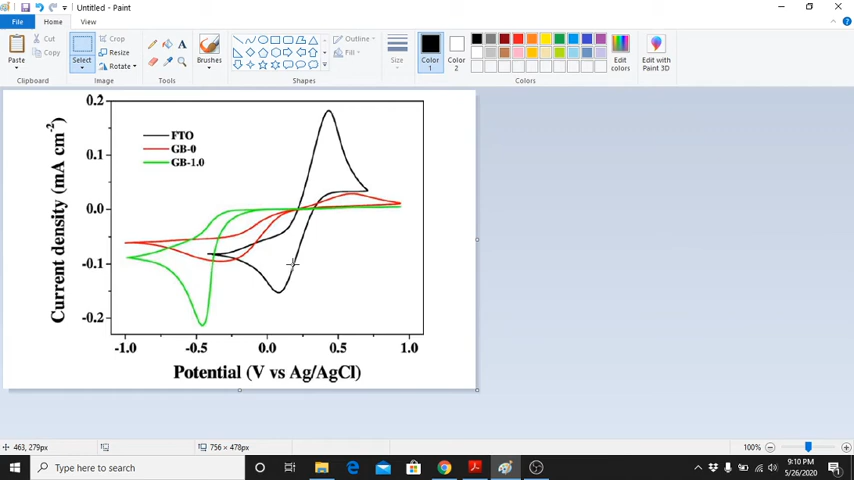 Untitled - Paint
File
Home
View
Paste
Cut
Copy
Clipboard
Select
Crop
Resize
Rotate
Image
Tools
Brushes
Outline
Fill
Shapes
Size
Color
1
Color
2
Edit
colors
Edit with
Paint 3D
Colors
FTO
GB-0
GB-1.0
0.2
0.1
0.0
-0.1
-0.2
Current density (mA cm-2)
-1.0 -0.5 0.0 0.5 1.0
Potential (V vs Ag/AgCl)
463, 279px
756 × 478px
100%
Type here to search
9:10 PM
5/26/2020